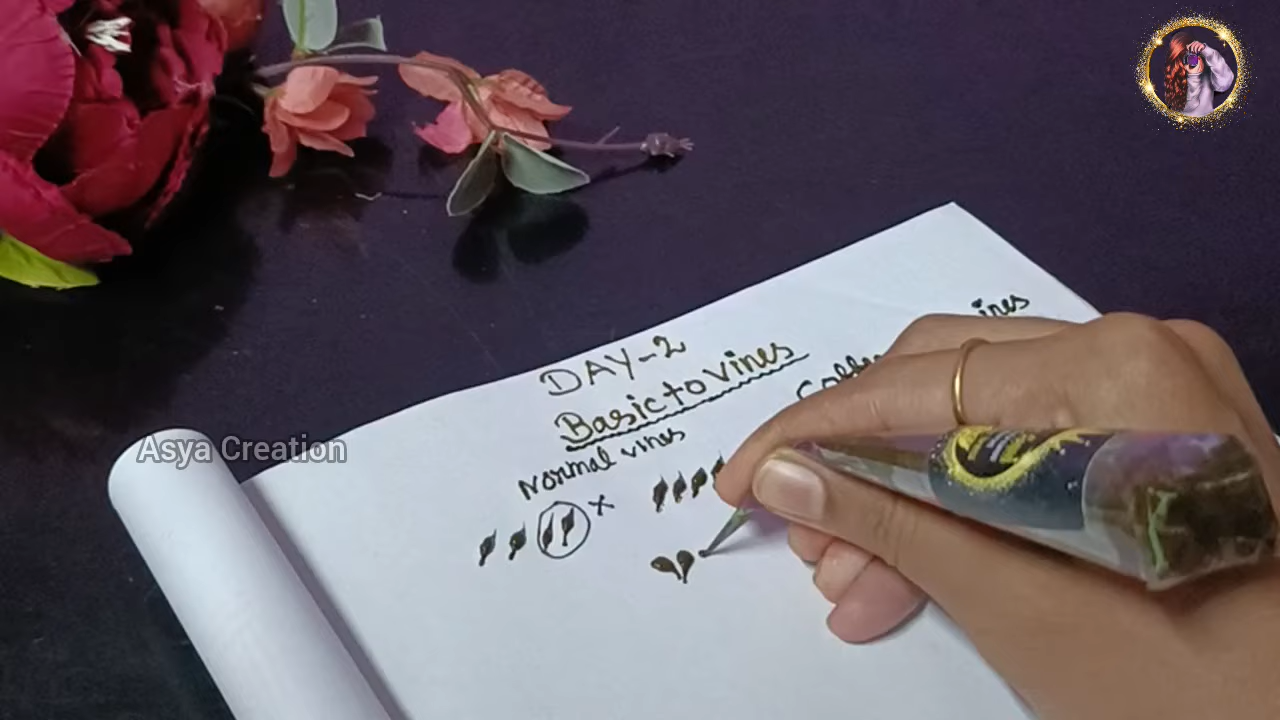 DAY-2
Basic to vines
Normal vines
x
Asya Creation